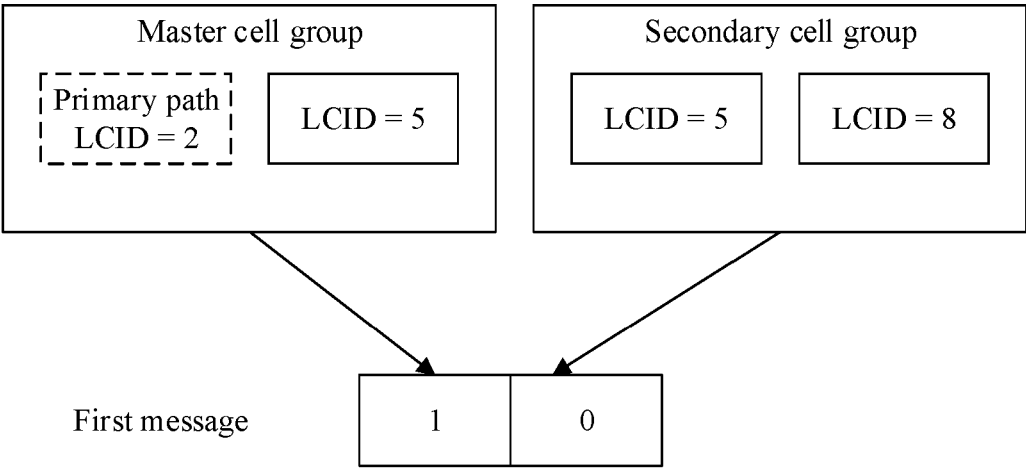 Master cell group
Primary path
LCID = 2
LCID = 5
Secondary cell group
LCID = 5
LCID = 8
First message
1
0